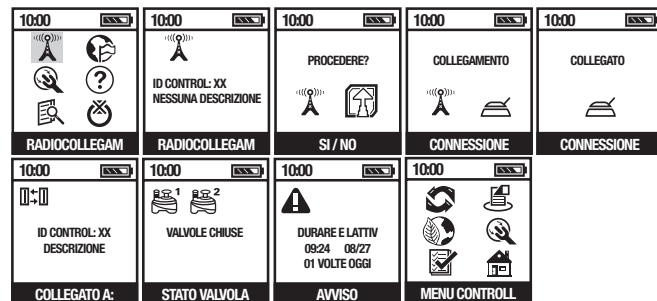 10:00
RADIOCOLLEGAM
10:00
ID CONTROL: XX
NESSUNA DESCRIZIONE
RADIOCOLLEGAM
10:00
PROCEDERE?
SI / NO
10:00
COLLEGAMENTO
CONNESSIONE
10:00
COLLEGATO
CONNESSIONE
10:00
ID CONTROL: XX
DESCRIZIONE
COLLEGATO A:
10:00
1 2
VALVOLE CHIUSE
STATO VALVOLA
10:00
DURARE E LATTIV
09:24 08/27
01 VOLTE OGGI
AVVISO
10:00
MENU CONTROLL